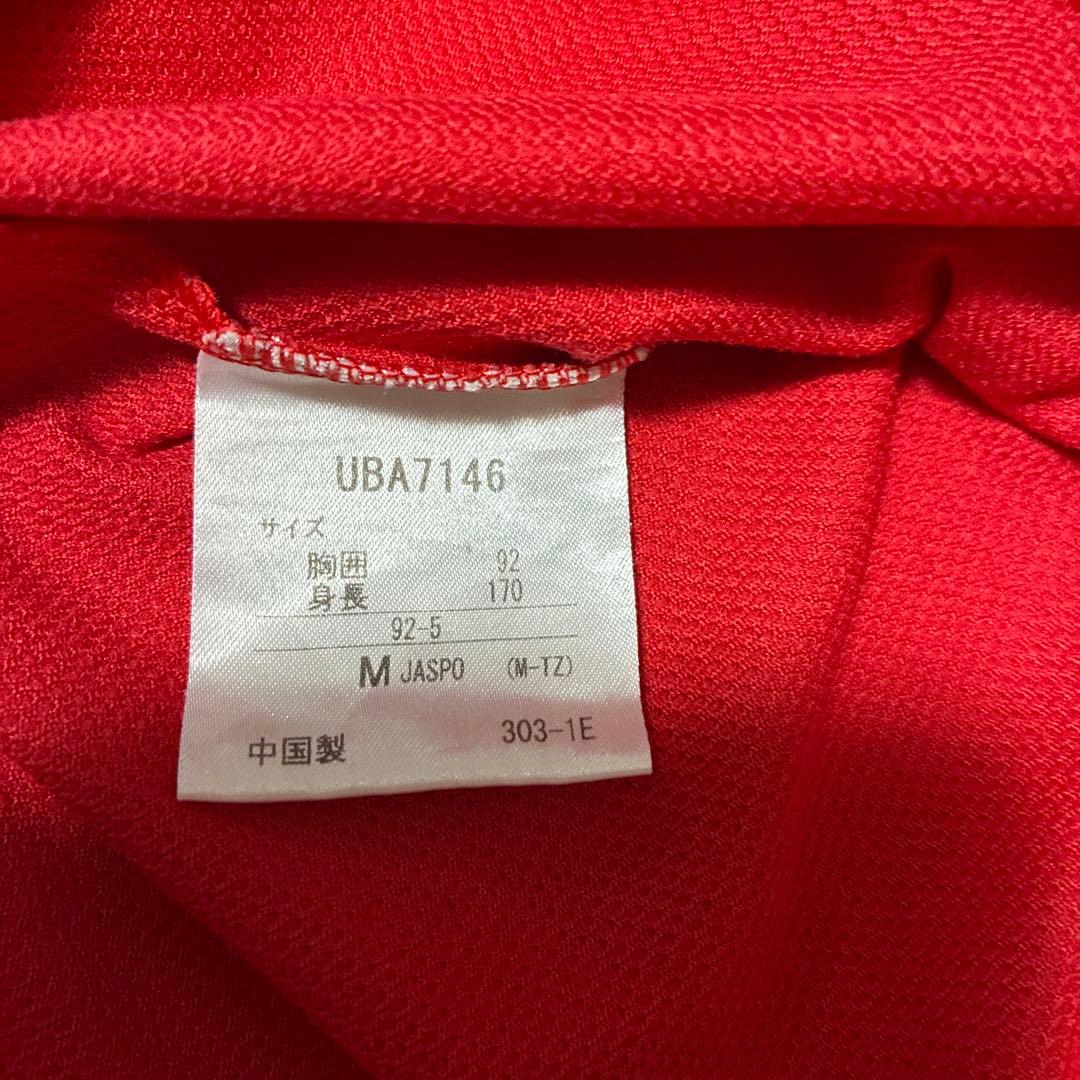 UBA7146
サイズ
胸囲 92
身長 170
92-5
M JASPO (M-TZ)
303-1E
中国製